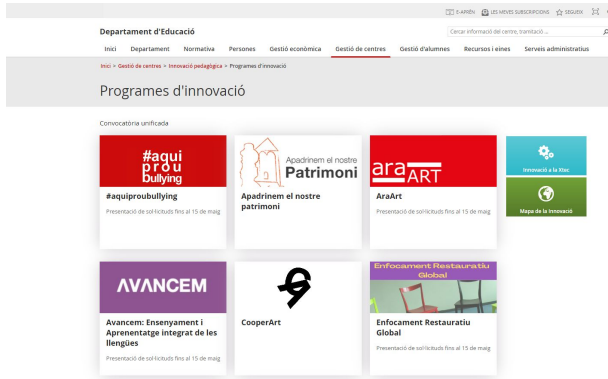 E-APRÈN LES MEVES SUBSCRIPCIONS SEGUEIX
Departament d'Educació
Cercar informació del centre, tramitació ...
Inici Departament Normativa Persones Gestió econòmica Gestió de centres Gestió d'alumnes Recursos i eines Serveis administratius
Inici > Gestió de centres > Innovació pedagògica > Programes d'innovació
Programes d'innovació
Convocatòria unificada
#aqui
prou
Bullying
#aquiproubullying
Presentació de sol·licituds fins al 15 de maig
Apadrinem el nostre
Patrimoni
Apadrinem el nostre
patrimoni
ara
ART
AraArt
Presentació de sol·licituds fins al 15 de maig
Innovació a la Xtec
Mapa de la innovació
AVANCEM
Avancem: Ensenyament i
Aprenentatge integrat de les
llengües
Presentació de sol·licituds fins al 15 de maig
CooperArt
Enfocament Restauratiu
Global
Enfocament Restauratiu
Global
Presentació de sol·licituds fins al 15 de maig